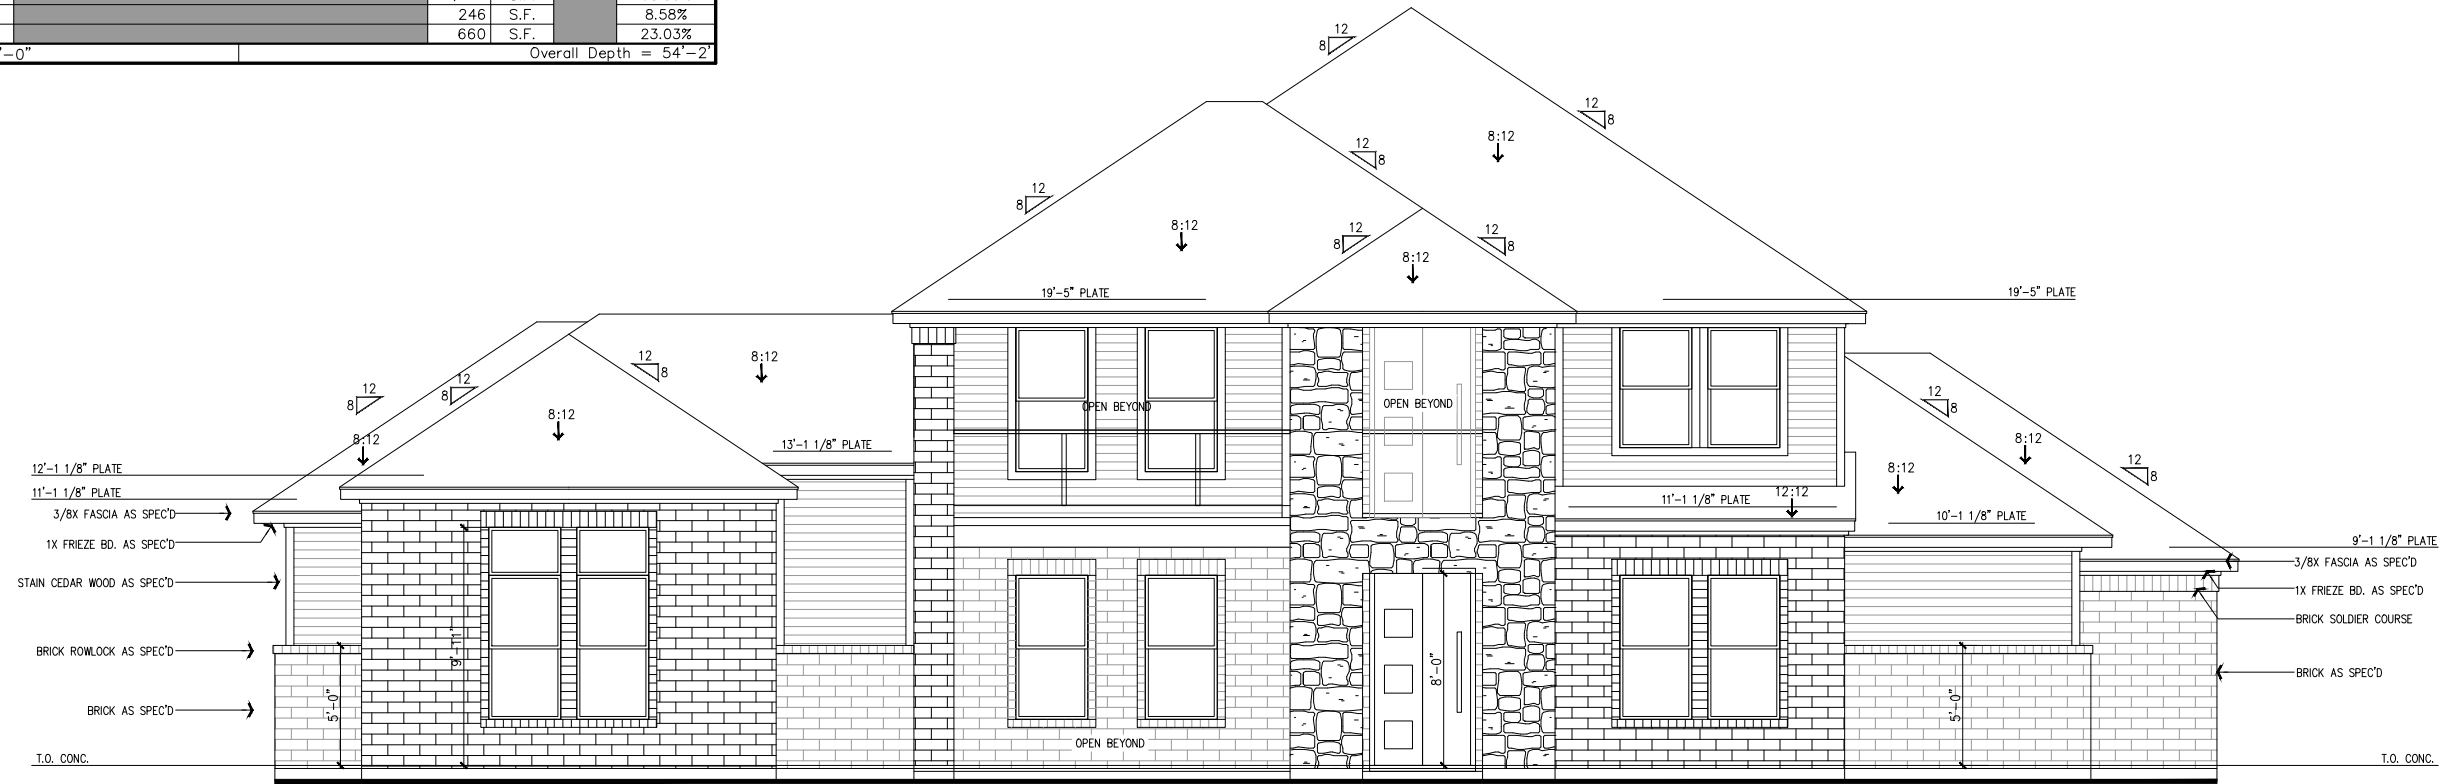 246 S.F. 8.58%
660 S.F. 23.03%
'-0" Overall Depth = 54'-2'
12
8
12
8
8:12
12
8
12
8
8:12
12
8
12
8
8:12
19'-5" PLATE
19'-5" PLATE
12
8
8:12
12
8
12
8
8:12
8:12
OPEN BEYOND
OPEN BEYOND
12
8
8:12
12
8
8:12
13'-1 1/8" PLATE
12'-1 1/8" PLATE
11'-1 1/8" PLATE
11'-1 1/8" PLATE
12:12
10'-1 1/8" PLATE
9'-1 1/8" PLATE
3/8X FASCIA AS SPEC'D
1X FRIEZE BD. AS SPEC'D
STAIN CEDAR WOOD AS SPEC'D
BRICK ROWLOCK AS SPEC'D
BRICK AS SPEC'D
T.O. CONC.
5'-0"
9'-11"
OPEN BEYOND
8'-0"
5'-0"
3/8X FASCIA AS SPEC'D
1X FRIEZE BD. AS SPEC'D
BRICK SOLDIER COURSE
BRICK AS SPEC'D
T.O. CONC.